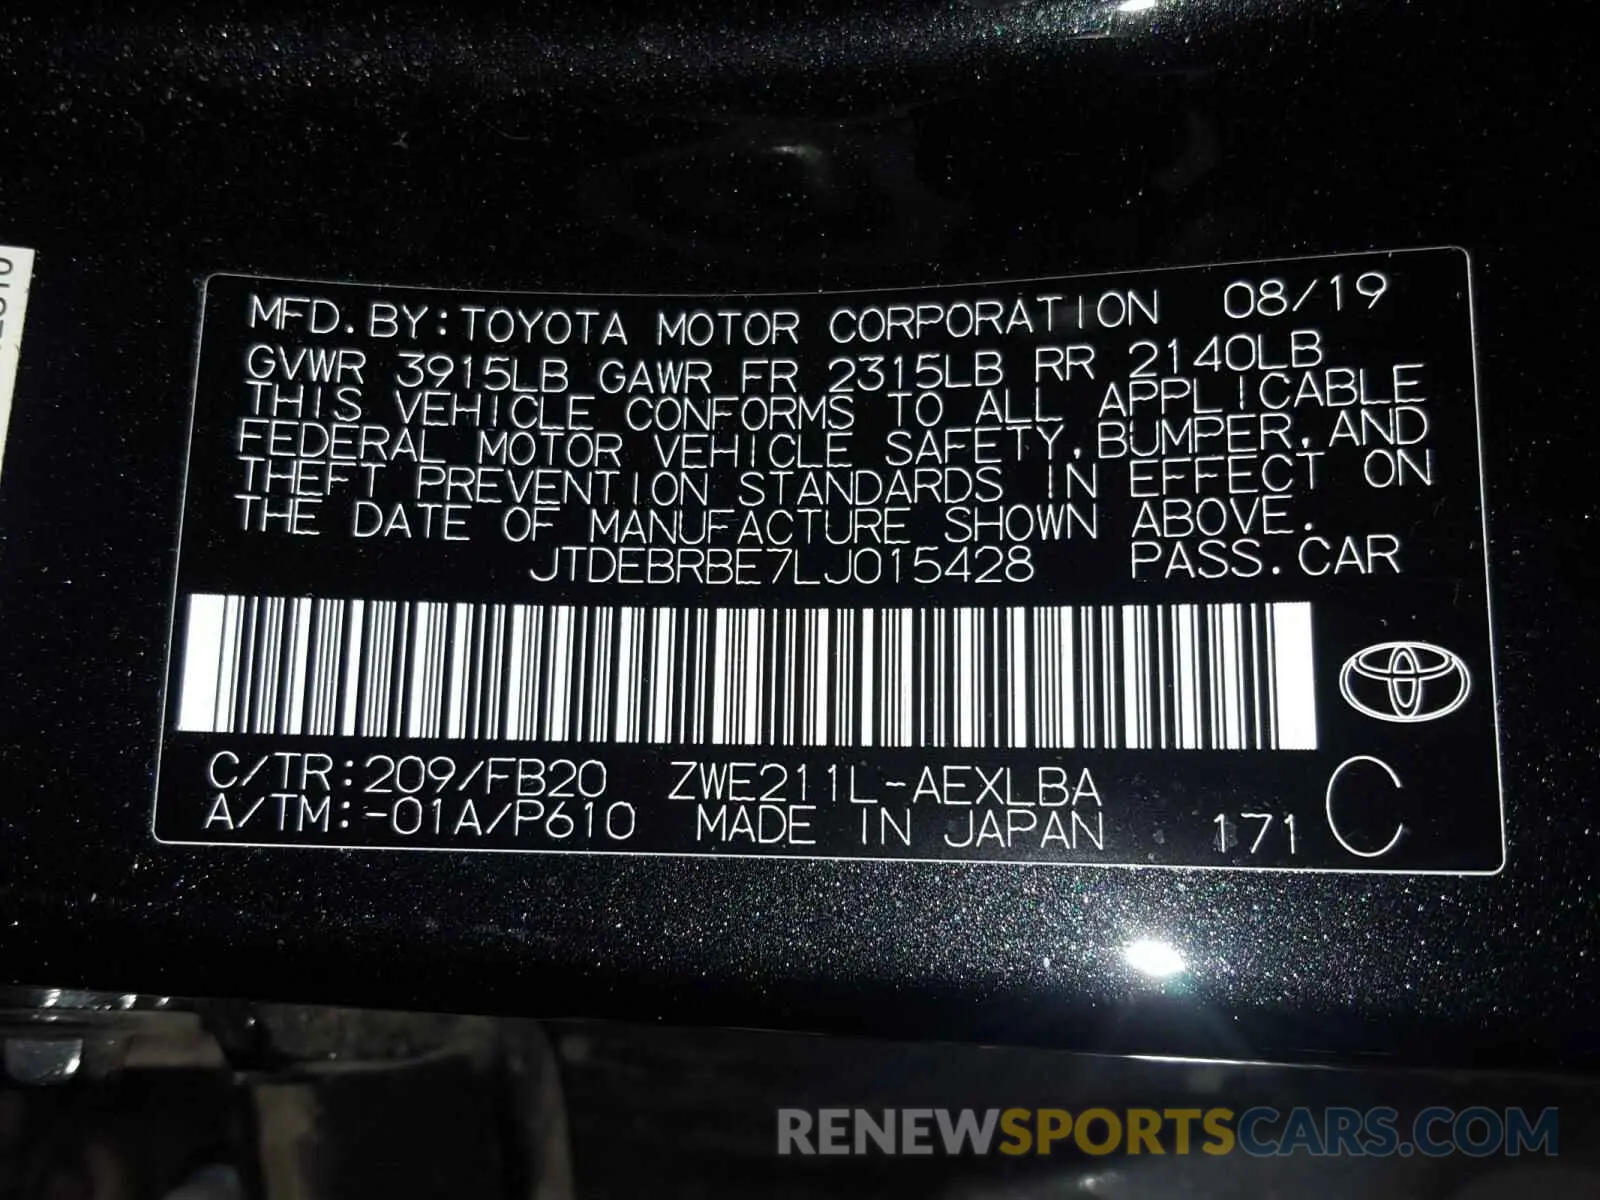 MFD. BY: TOYOTA MOTOR CORPORATION 08/19
GVWR 3915LB GAWR FR 2315LB RR 2140LB
THIS VEHICLE CONFORMS TO ALL APPLICABLE
FEDERAL MOTOR VEHICLE SAFETY, BUMPER, AND
THEFT PREVENTION STANDARDS IN EFFECT ON
THE DATE OF MANUFACTURE SHOWN ABOVE.
JTDEBRBE7LJ015428 PASS. CAR
C/TR: 209/FB20 ZWE211L-AEXLBA
A/TM: -01A/P610 MADE IN JAPAN 171 C
RENEWSPORTSCARS.COM